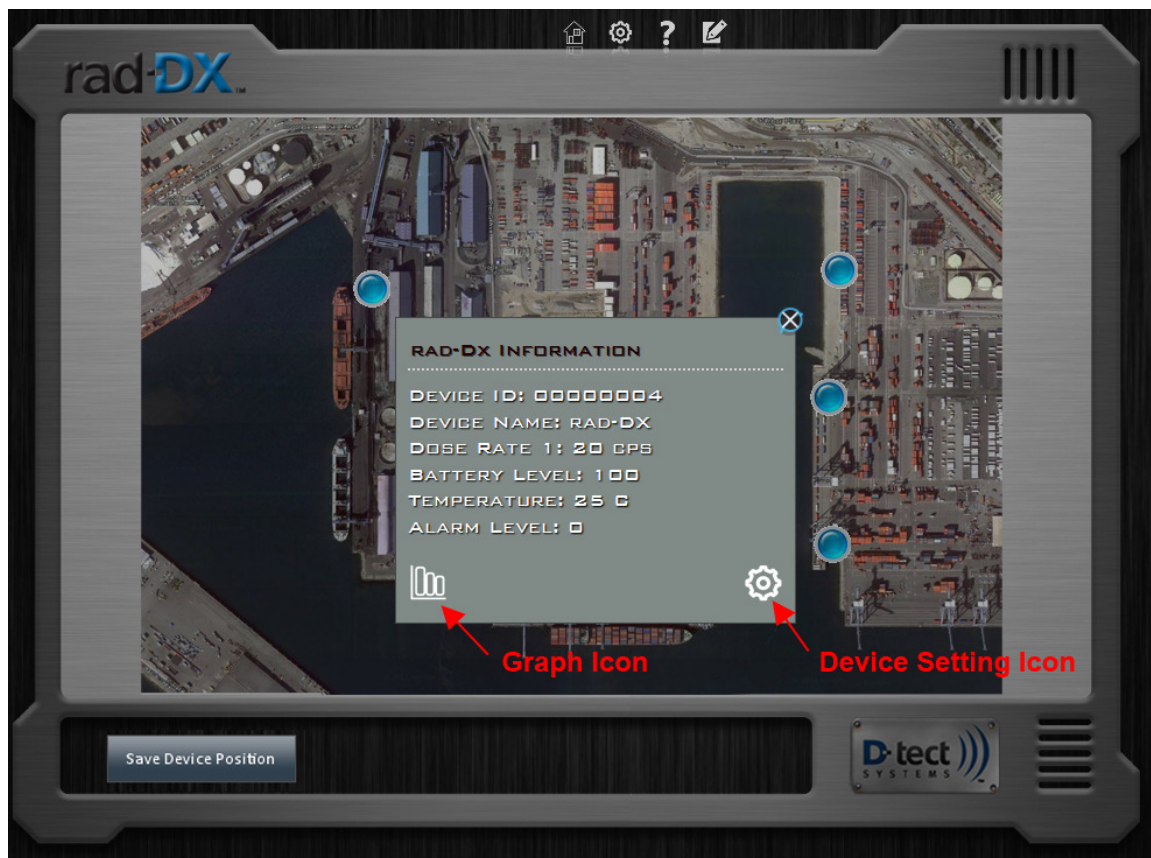 rad-DX™
RAD-DX INFORMATION
DEVICE ID: 00000004
DEVICE NAME: RAD-DX
DOSE RATE 1: 20 CPS
BATTERY LEVEL: 100
TEMPERATURE: 25 C
ALARM LEVEL: 0
Graph Icon
Device Setting Icon
Save Device Position
D-tect
SYSTEMS